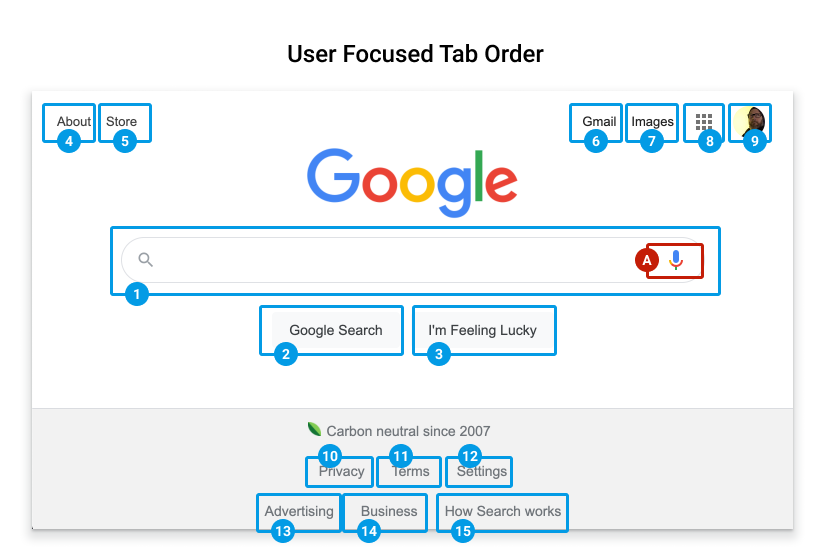 User Focused Tab Order
About Store Gmail Images
4 5 6 7 8 9
Google
A
1
Google Search I'm Feeling Lucky
2 3
Carbon neutral since 2007
10 11 12
Privacy Terms Settings
Advertising Business How Search works
13 14 15